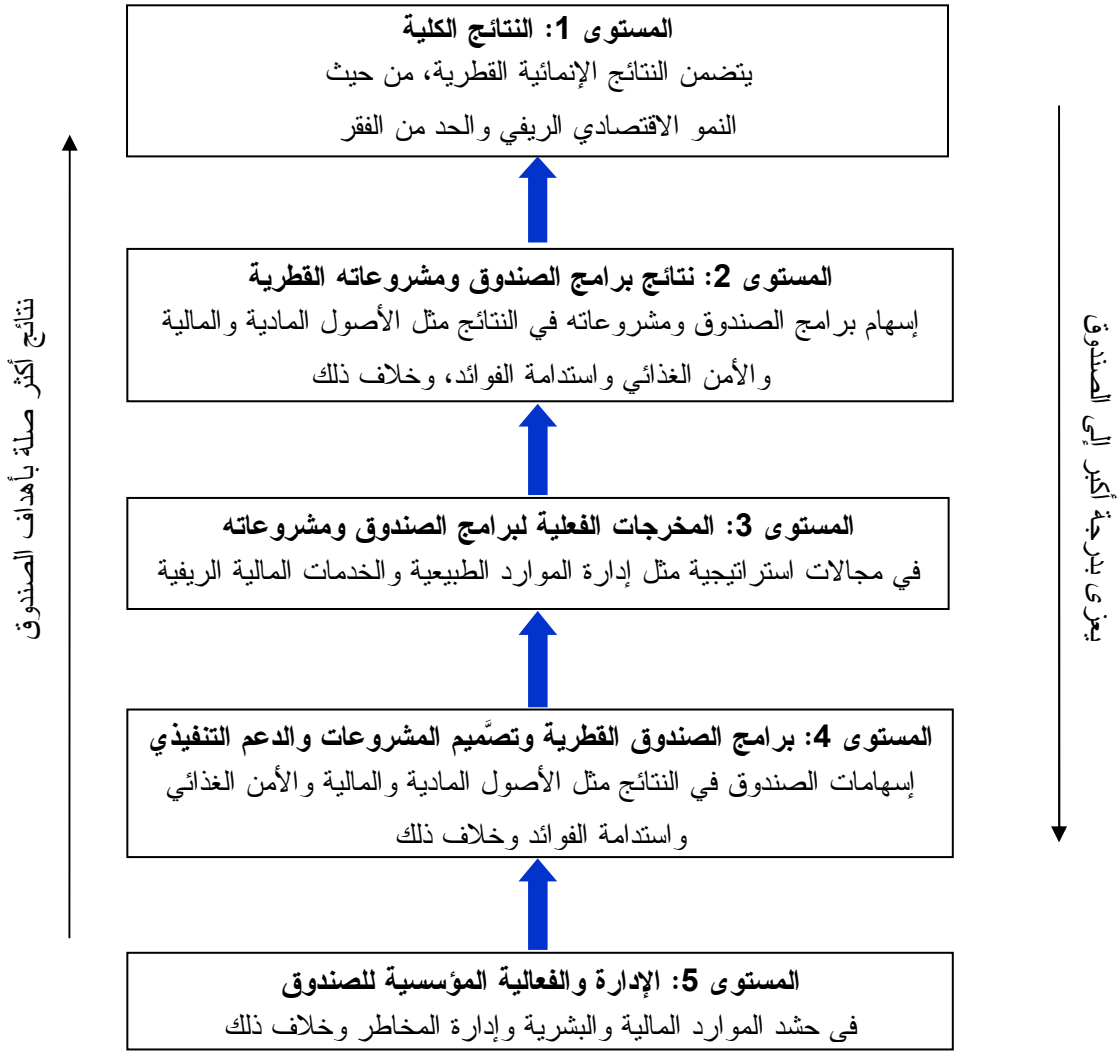 المستوى 1: النتائج الكلية
يتضمن النتائج الإنمائية القطرية، من حيث
النمو الاقتصادي الريفي والحد من الفقر
المستوى 2: نتائج برامج الصندوق ومشروعاته القطرية
إسهام برامج الصندوق ومشروعاته في النتائج مثل الأصول المادية والمالية
والأمن الغذائي واستدامة الفوائد، وخلاف ذلك
المستوى 3: المخرجات الفعلية لبرامج الصندوق ومشروعاته
في مجالات استراتيجية مثل إدارة الموارد الطبيعية والخدمات المالية الريفية
المستوى 4: برامج الصندوق القطرية وتصَّميم المشروعات والدعم التنفيذي
إسهامات الصندوق في النتائج مثل الأصول المادية والمالية والأمن الغذائي
واستدامة الفوائد وخلاف ذلك
المستوى 5: الإدارة والفعالية المؤسسية للصندوق
في حشد الموارد المالية والبشرية وإدارة المخاطر وخلاف ذلك
يعزى بدرجة أكبر إلى الصندوق
نتائج أكثر صلة بأهداف الصندوق